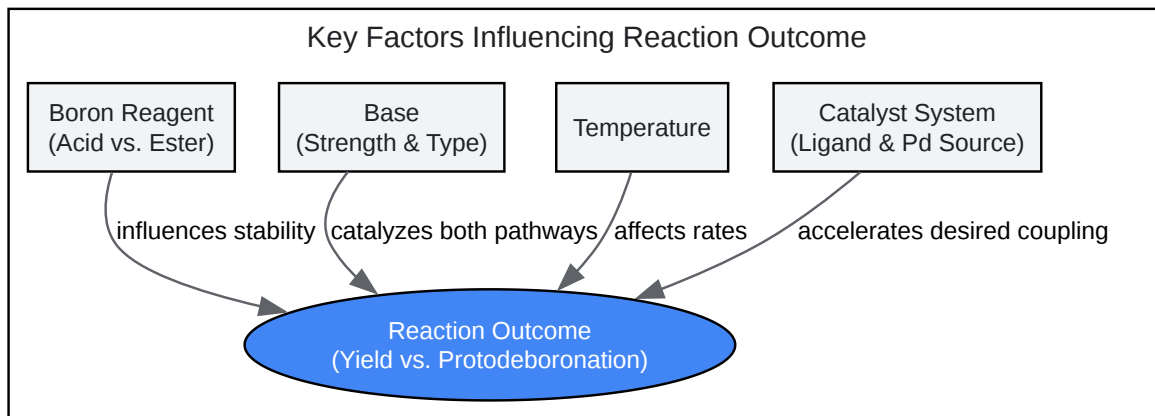 Key Factors Influencing Reaction Outcome
Boron Reagent
(Acid vs. Ester)
Base
(Strength & Type)
Temperature
Catalyst System
(Ligand & Pd Source)
influences stability
catalyzes both pathways
affects rates
accelerates desired coupling
Reaction Outcome
(Yield vs. Protodeboronation)